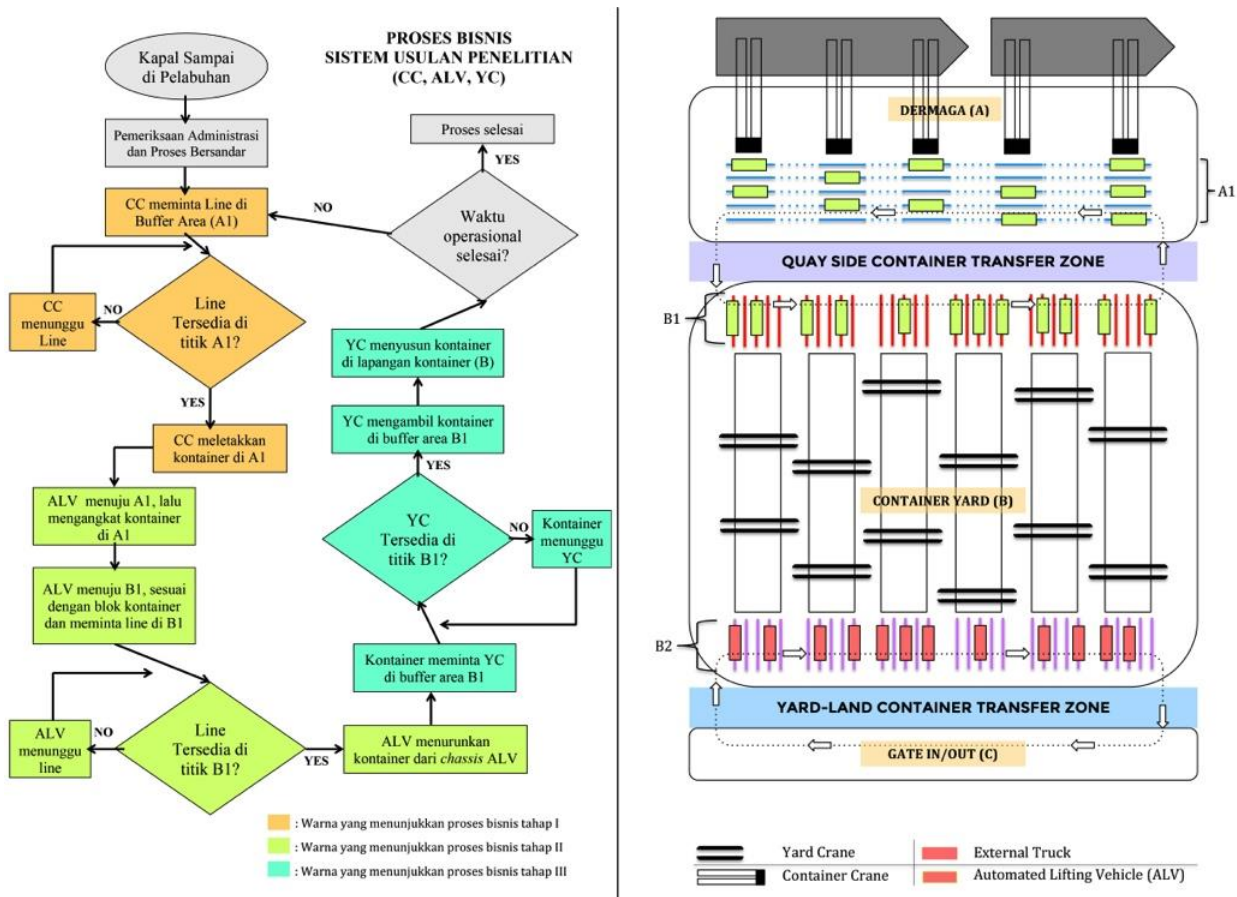 PROSES BISNIS
SISTEM USULAN PENELITIAN
(CC, ALV, YC)
Kapal Sampai
di Pelabuhan
Pemeriksaan Administrasi
dan Proses Bersandar
CC meminta Line di
Buffer Area (A1)
Line
Tersedia di
titik A1?
NO
CC
menunggu
Line
YES
CC meletakkan
kontainer di A1
ALV menuju A1, lalu
mengangkat kontainer
di A1
ALV menuju B1, sesuai
dengan blok kontainer
dan meminta line di B1
Line
Tersedia di
titik B1?
NO
ALV
menunggu
line
YES
ALV menurunkan
kontainer dari chassis ALV
Kontainer meminta YC
di buffer area B1
YC
Tersedia di
titik B1?
NO
Kontainer
menunggu
YC
YES
YC mengambil kontainer
di buffer area B1
YC menyusun kontainer
di lapangan kontainer (B)
Waktu
operasional
selesai?
NO
YES
Proses selesai
: Warna yang menunjukkan proses bisnis tahap I
: Warna yang menunjukkan proses bisnis tahap II
: Warna yang menunjukkan proses bisnis tahap III
DERMAGA (A)
A1
QUAY SIDE CONTAINER TRANSFER ZONE
B1
CONTAINER YARD (B)
B2
YARD-LAND CONTAINER TRANSFER ZONE
GATE IN/OUT (C)
Yard Crane
External Truck
Container Crane
Automated Lifting Vehicle (ALV)